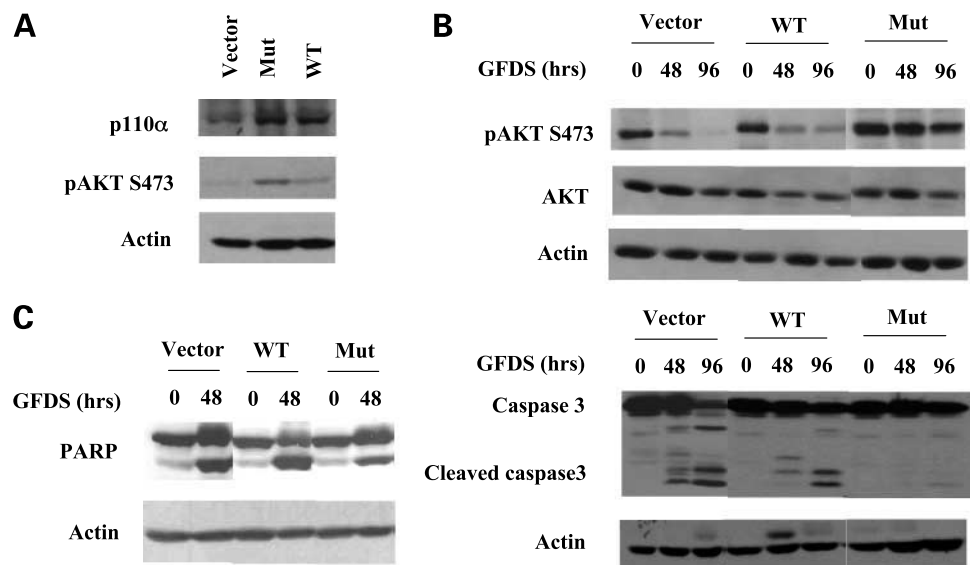 A
Vector
Mut
WT
p110α
pAKT S473
Actin
B
Vector WT Mut
GFDS (hrs) 0 48 96 0 48 96 0 48 96
pAKT S473
AKT
Actin
C
Vector WT Mut
GFDS (hrs) 0 48 0 48 0 48
PARP
Actin
Vector WT Mut
GFDS (hrs) 0 48 96 0 48 96 0 48 96
Caspase 3
Cleaved caspase3
Actin